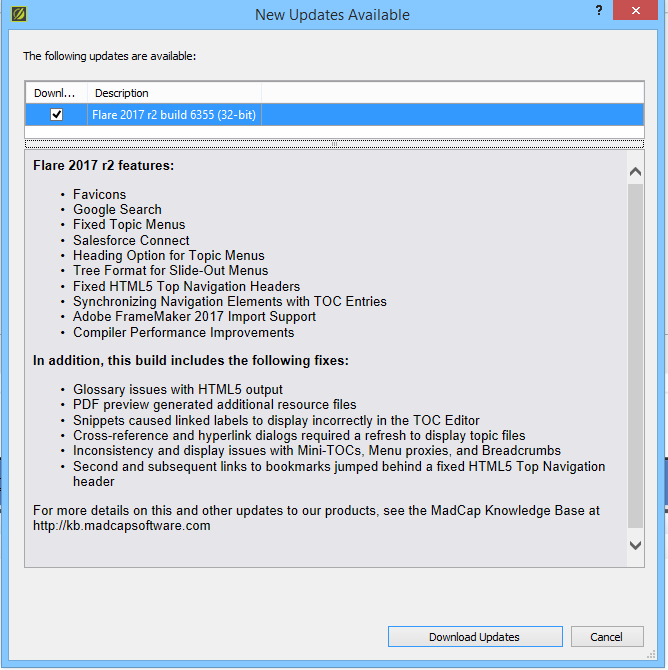 New Updates Available
?
The following updates are available:
Downl... Description
Flare 2017 r2 build 6355 (32-bit)
Flare 2017 r2 features:
• Favicons
• Google Search
• Fixed Topic Menus
• Salesforce Connect
• Heading Option for Topic Menus
• Tree Format for Slide-Out Menus
• Fixed HTML5 Top Navigation Headers
• Synchronizing Navigation Elements with TOC Entries
• Adobe FrameMaker 2017 Import Support
• Compiler Performance Improvements
In addition, this build includes the following fixes:
• Glossary issues with HTML5 output
• PDF preview generated additional resource files
• Snippets caused linked labels to display incorrectly in the TOC Editor
• Cross-reference and hyperlink dialogs required a refresh to display topic files
• Inconsistency and display issues with Mini-TOCs, Menu proxies, and Breadcrumbs
• Second and subsequent links to bookmarks jumped behind a fixed HTML5 Top Navigation
header
For more details on this and other updates to our products, see the MadCap Knowledge Base at
http://kb.madcapsoftware.com
Download Updates Cancel